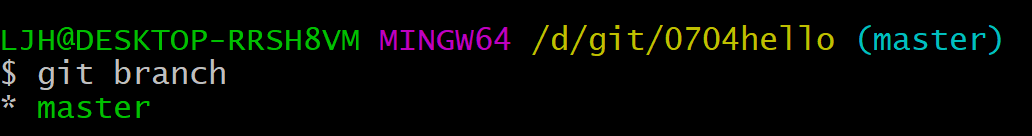 LJH@DESKTOP-RRSH8VM MINGW64 /d/git/0704hello (master)
$ git branch
* master